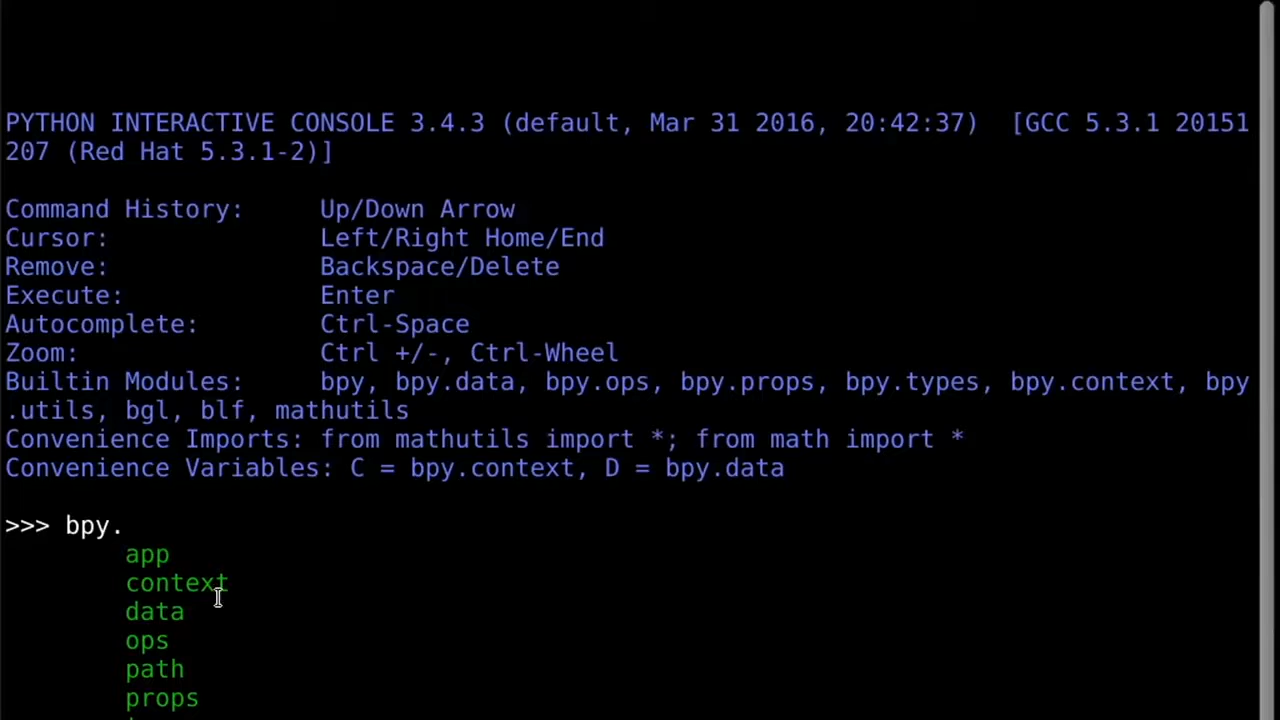 PYTHON INTERACTIVE CONSOLE 3.4.3 (default, Mar 31 2016, 20:42:37)  [GCC 5.3.1 20151
207 (Red Hat 5.3.1-2)]
Command History:     Up/Down Arrow
Cursor:              Left/Right Home/End
Remove:              Backspace/Delete
Execute:             Enter
Autocomplete:        Ctrl-Space
Zoom:                Ctrl +/-, Ctrl-Wheel
Builtin Modules:     bpy, bpy.data, bpy.ops, bpy.props, bpy.types, bpy.context, bpy
.utils, bgl, blf, mathutils
Convenience Imports: from mathutils import *; from math import *
Convenience Variables: C = bpy.context, D = bpy.data
>>> bpy.
app
context
data
ops
path
props